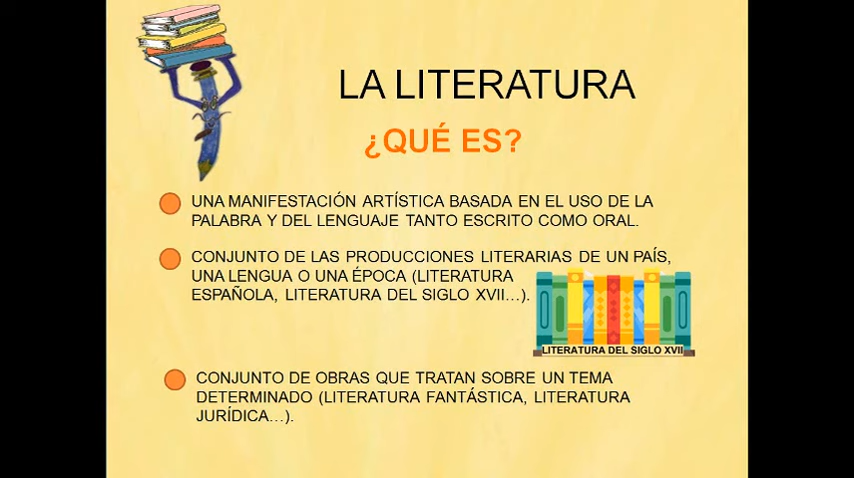 LA LITERATURA
¿QUÉ ES?
UNA MANIFESTACIÓN ARTÍSTICA BASADA EN EL USO DE LA
PALABRA Y DEL LENGUAJE TANTO ESCRITO COMO ORAL.
CONJUNTO DE LAS PRODUCCIONES LITERARIAS DE UN PAÍS,
UNA LENGUA O UNA ÉPOCA (LITERATURA
ESPAÑOLA, LITERATURA DEL SIGLO XVII…).
LITERATURA DEL SIGLO XVII
CONJUNTO DE OBRAS QUE TRATAN SOBRE UN TEMA
DETERMINADO (LITERATURA FANTÁSTICA, LITERATURA
JURÍDICA…).